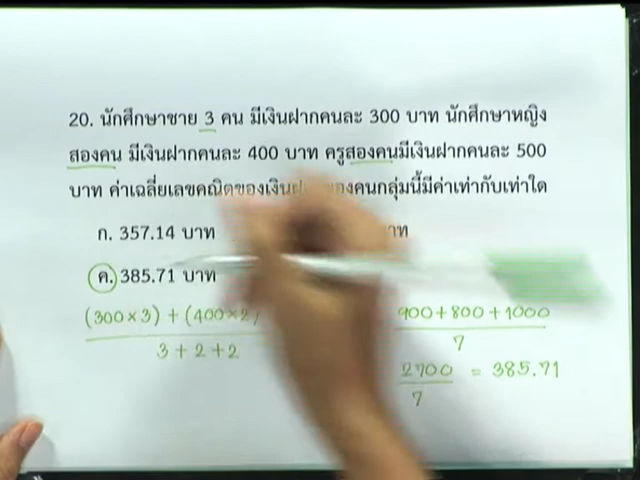 20. นักศึกษาชาย 3 คน มีเงินฝากคนละ 300 บาท นักศึกษาหญิง
สองคน มีเงินฝากคนละ 400 บาท ครูสองคนมีเงินฝากคนละ 500
บาท ค่าเฉลี่ยเลขคณิตของเงินฝ ของคนกลุ่มนี้มีค่าเท่ากับเท่าใด
ก. 357.14 บาท
ค. 385.71 บาท
(300×3) + (400×2)
3 + 2 + 2
900 + 800 + 1000
7
2700 = 385.71
7